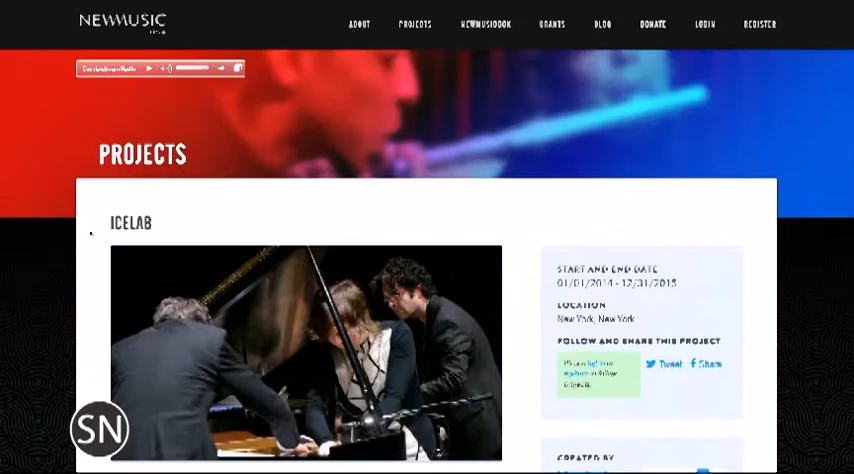 NEWMUSIC
USA
ABOUT PROJECTS NEWMUSICBOX GRANTS BLOG DONATE LOGIN REGISTER
PROJECTS
ICELAB
START AND END DATE
01/01/2014 - 12/31/2015
LOCATION
New York, New York
FOLLOW AND SHARE THIS PROJECT
Tweet Share
SN
CREATED BY